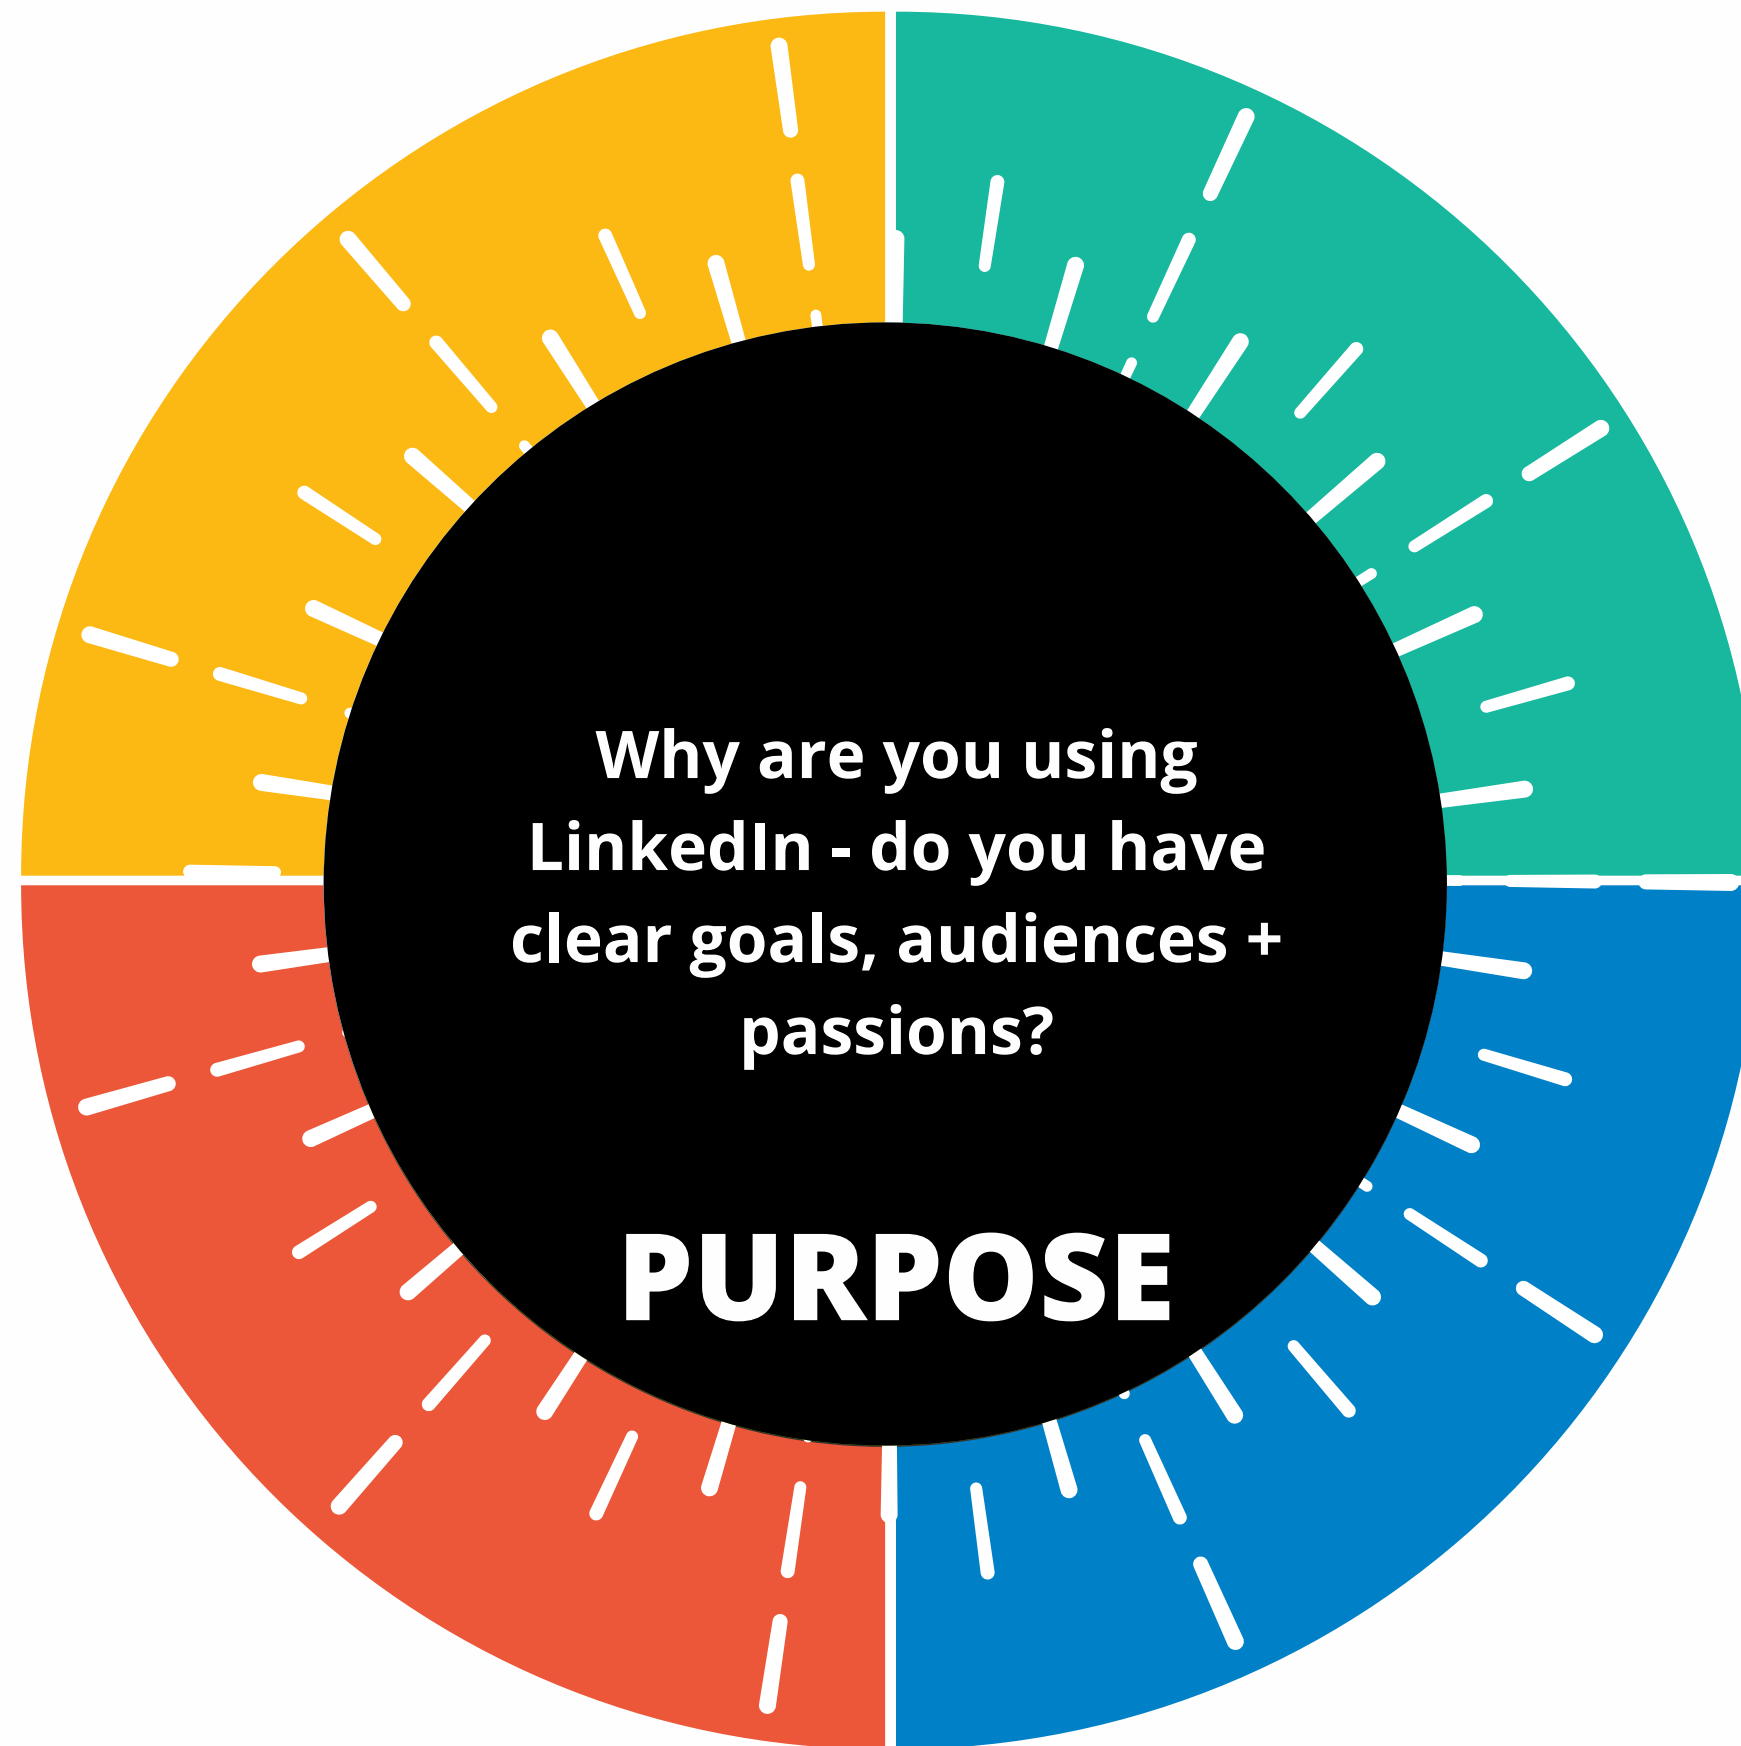 Why are you using
LinkedIn - do you have
clear goals, audiences +
passions?
PURPOSE